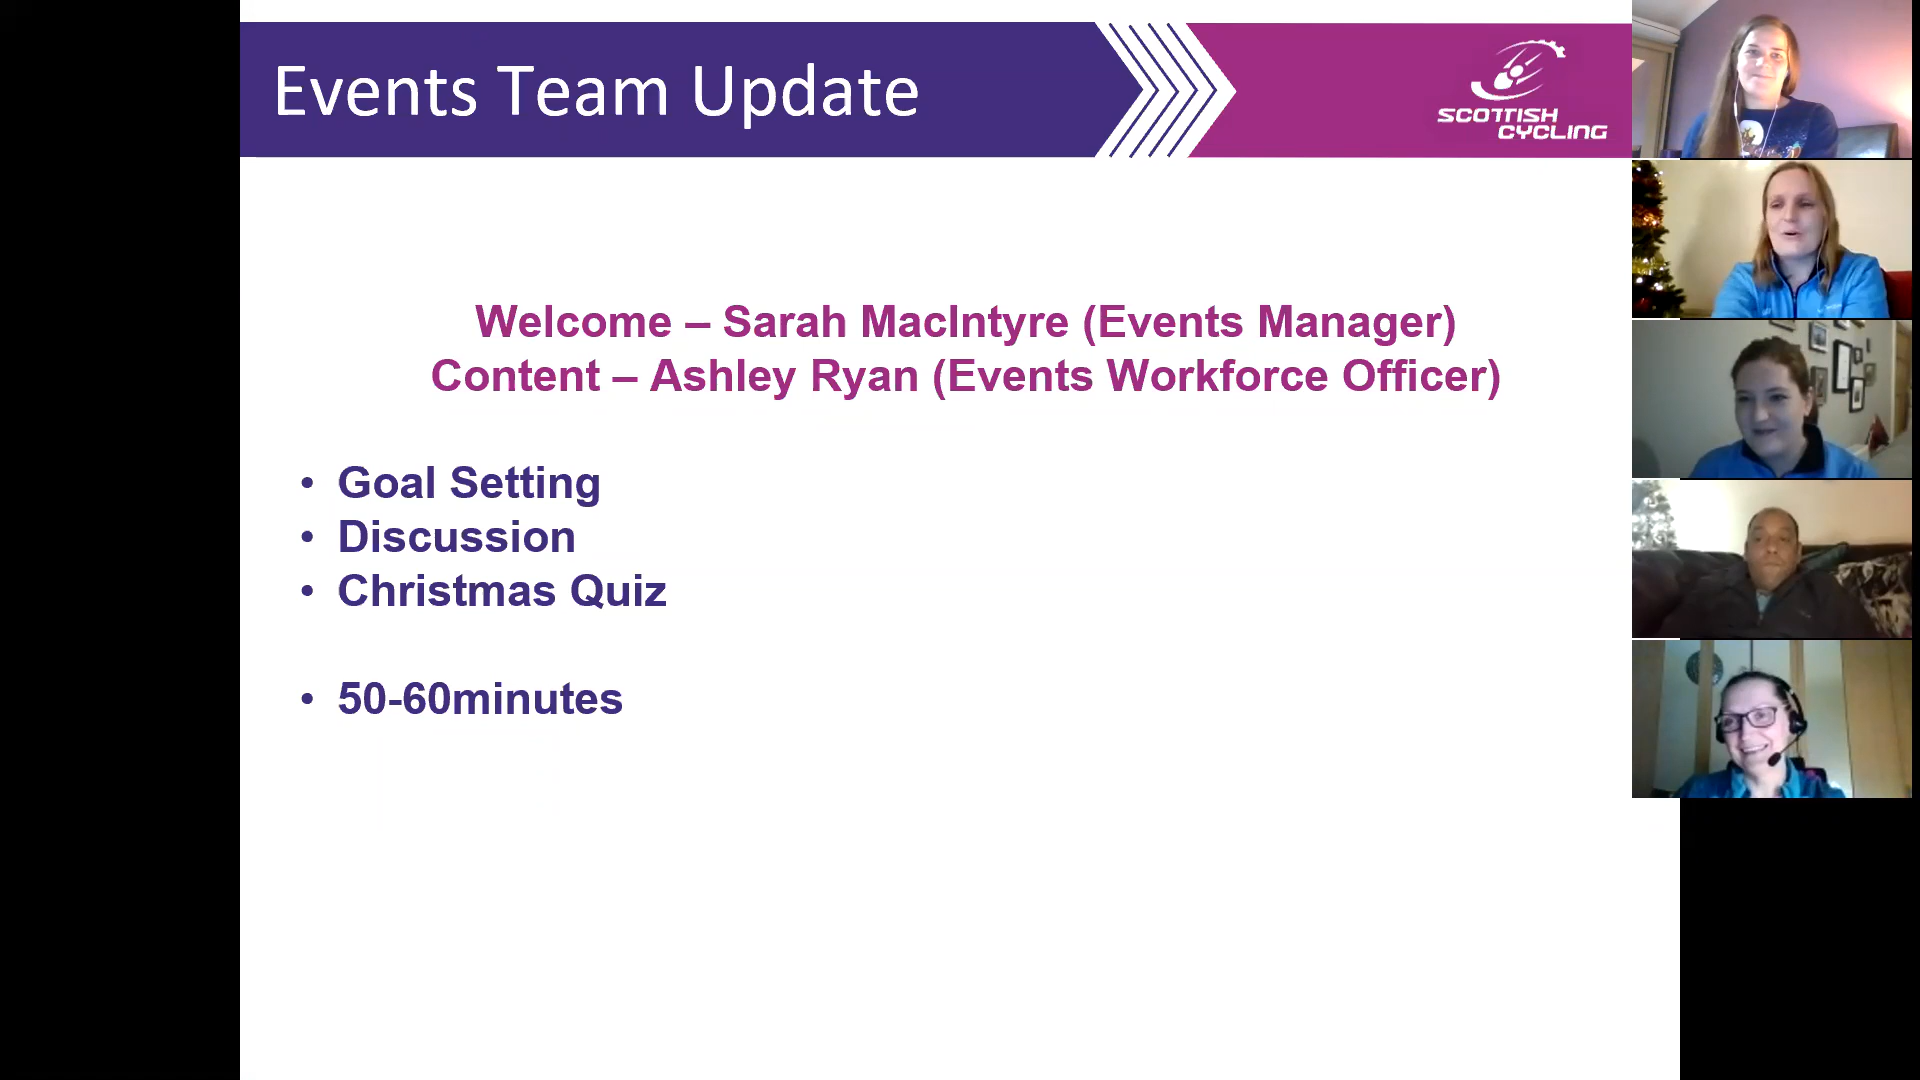 Events Team Update
SCOTTISH
CYCLING
Welcome – Sarah MacIntyre (Events Manager)
Content – Ashley Ryan (Events Workforce Officer)
• Goal Setting
• Discussion
• Christmas Quiz
• 50-60minutes